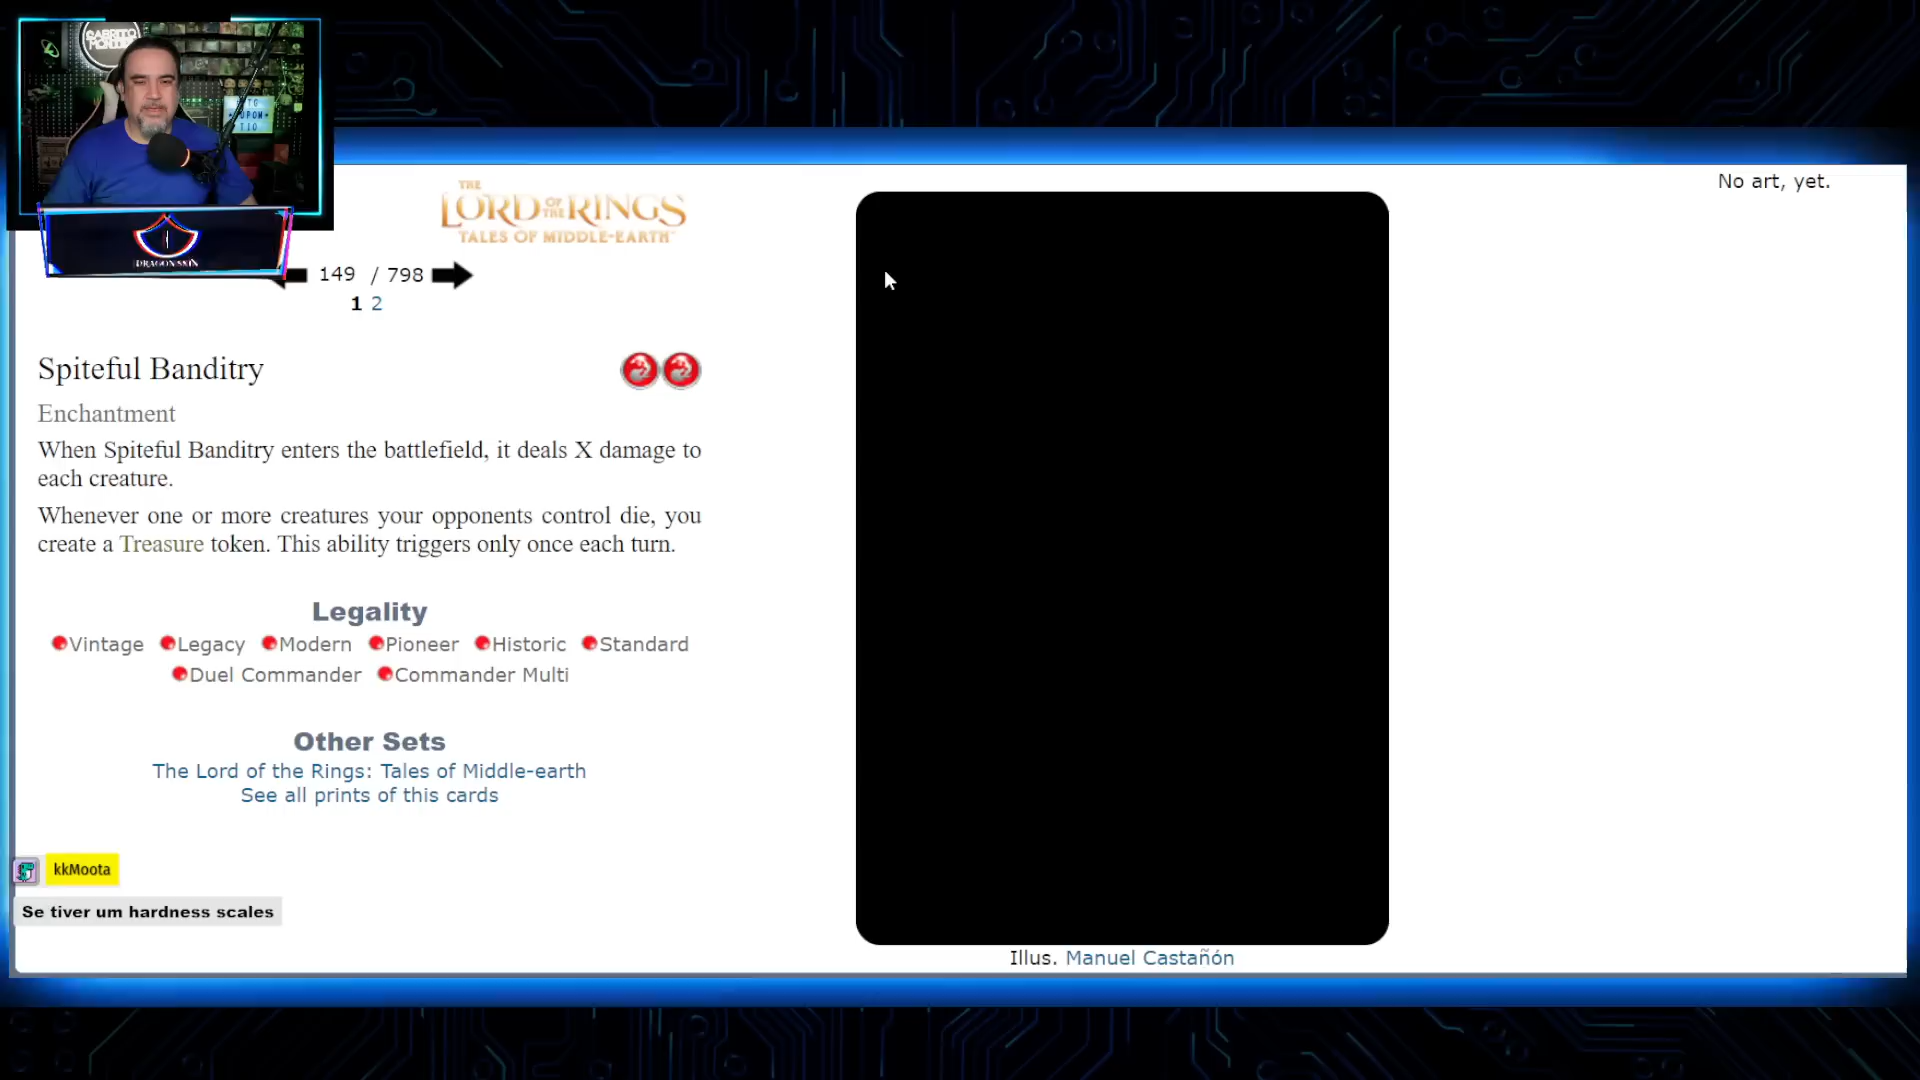 No art, yet.
THE
LORD OF THE RINGS
TALES OF MIDDLE-EARTH
149 / 798
1 2
DRAGONSKIN
Spiteful Banditry
Enchantment
When Spiteful Banditry enters the battlefield, it deals X damage to
each creature.
Whenever one or more creatures your opponents control die, you
create a Treasure token. This ability triggers only once each turn.
Legality
Vintage Legacy Modern Pioneer Historic Standard
Duel Commander Commander Multi
Other Sets
The Lord of the Rings: Tales of Middle-earth
See all prints of this cards
kkMoota
Se tiver um hardness scales
Illus. Manuel Castañón